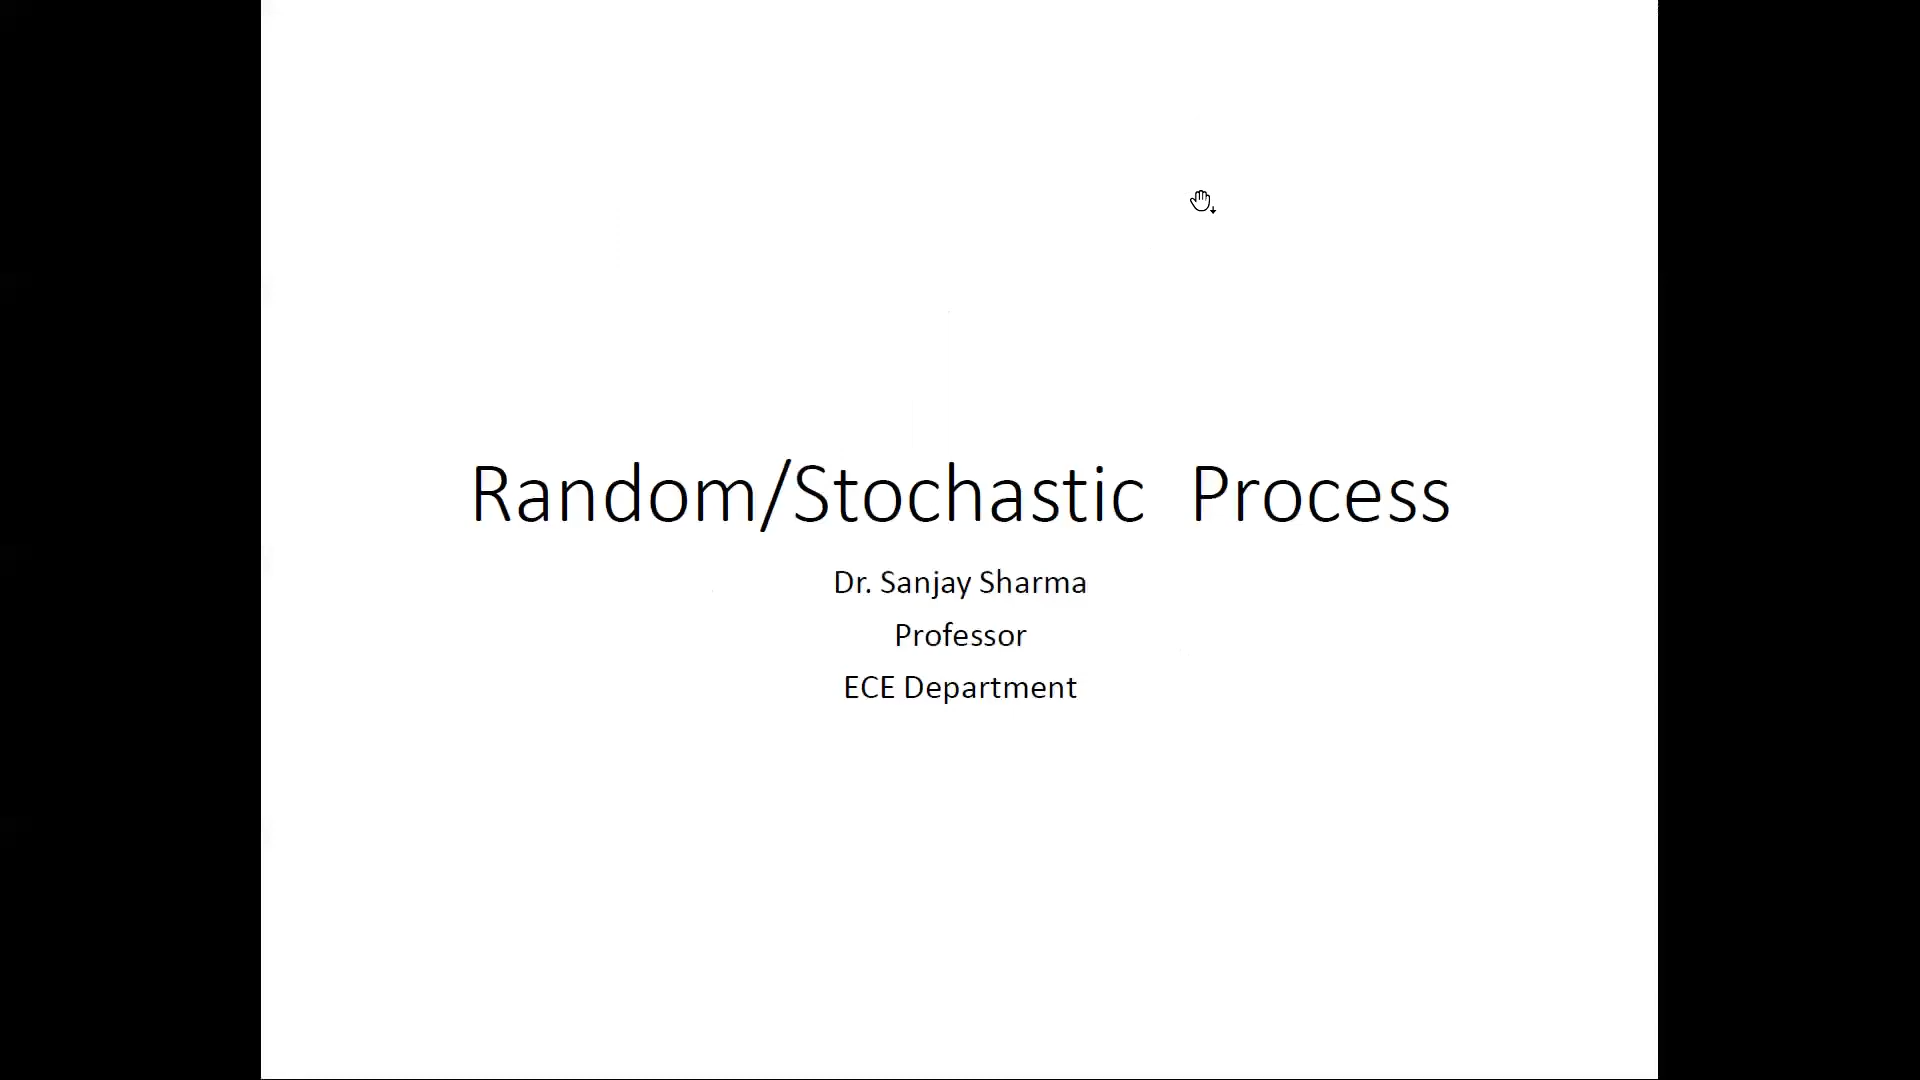 Random/Stochastic Process
Dr. Sanjay Sharma
Professor
ECE Department